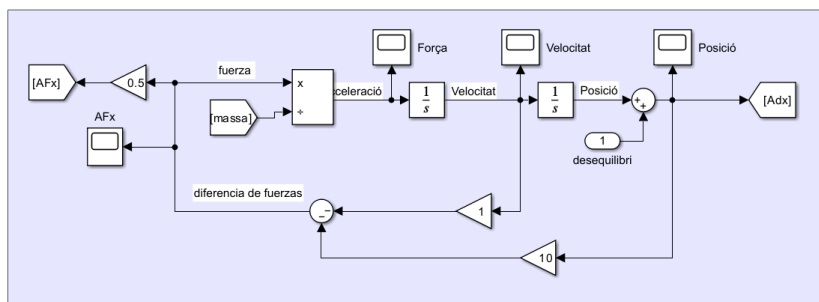 Força
Velocitat
Posició
fuerza
[AFx]
0.5
x
÷
cceleració
1
s
Velocitat
1
s
Posició
+
+
[Adx]
[massa]
AFx
1
desequilibri
diferencia de fuerzas
−
−
1
10